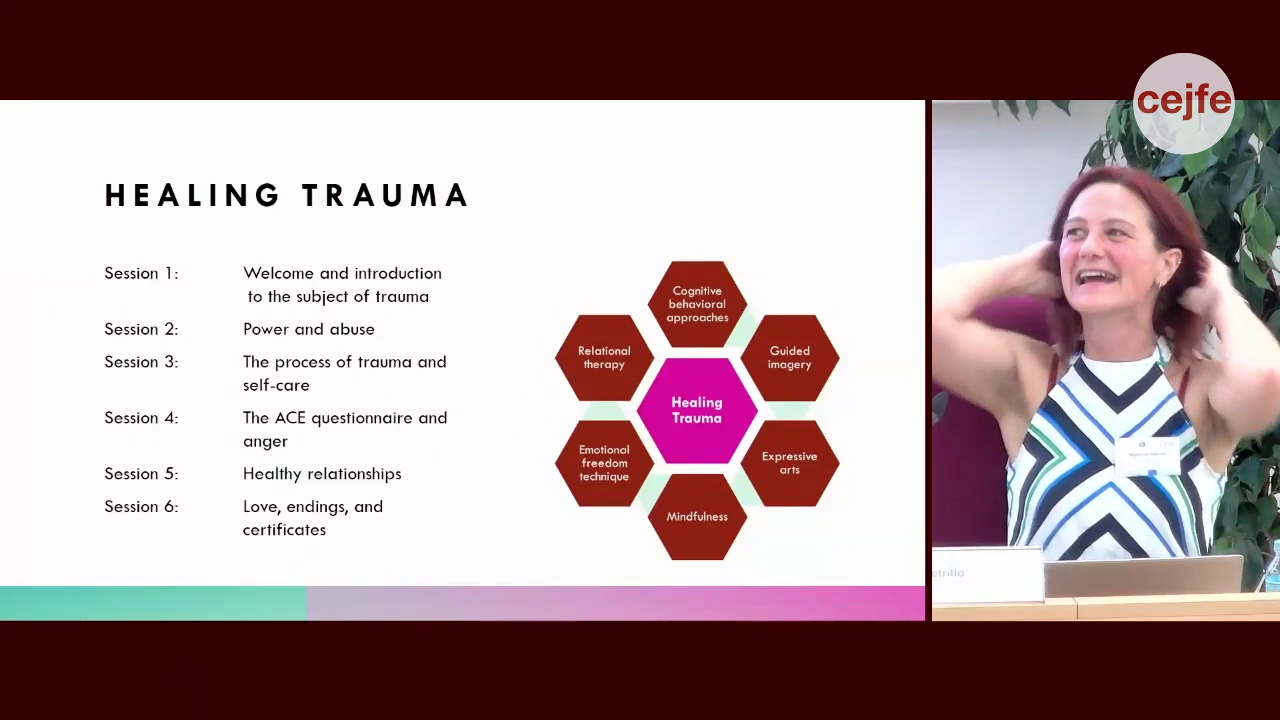 cejfe
HEALING TRAUMA
Session 1:
Welcome and introduction
to the subject of trauma
Session 2:
Power and abuse
Session 3:
The process of trauma and
self-care
Session 4:
The ACE questionnaire and
anger
Session 5:
Healthy relationships
Session 6:
Love, endings, and
certificates
Cognitive
behavioral
approaches
Relational
therapy
Guided
imagery
Healing
Trauma
Emotional
freedom
technique
Expressive
arts
Mindfulness
etrillo